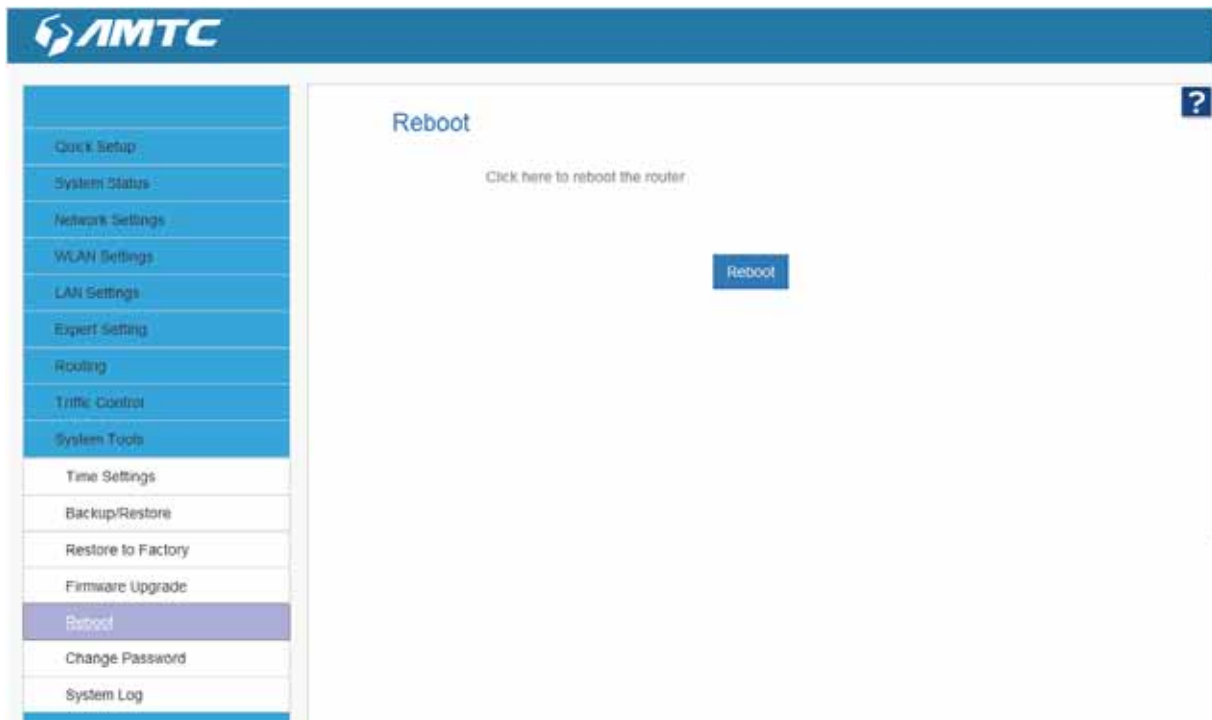 AMTC
?
Reboot
Click here to reboot the router
Reboot
Quick Setup
System Status
Network Settings
WLAN Settings
LAN Settings
Expert Setting
Routing
Triffic Control
System Tools
Time Settings
Backup/Restore
Restore to Factory
Firmware Upgrade
Reboot
Change Password
System Log